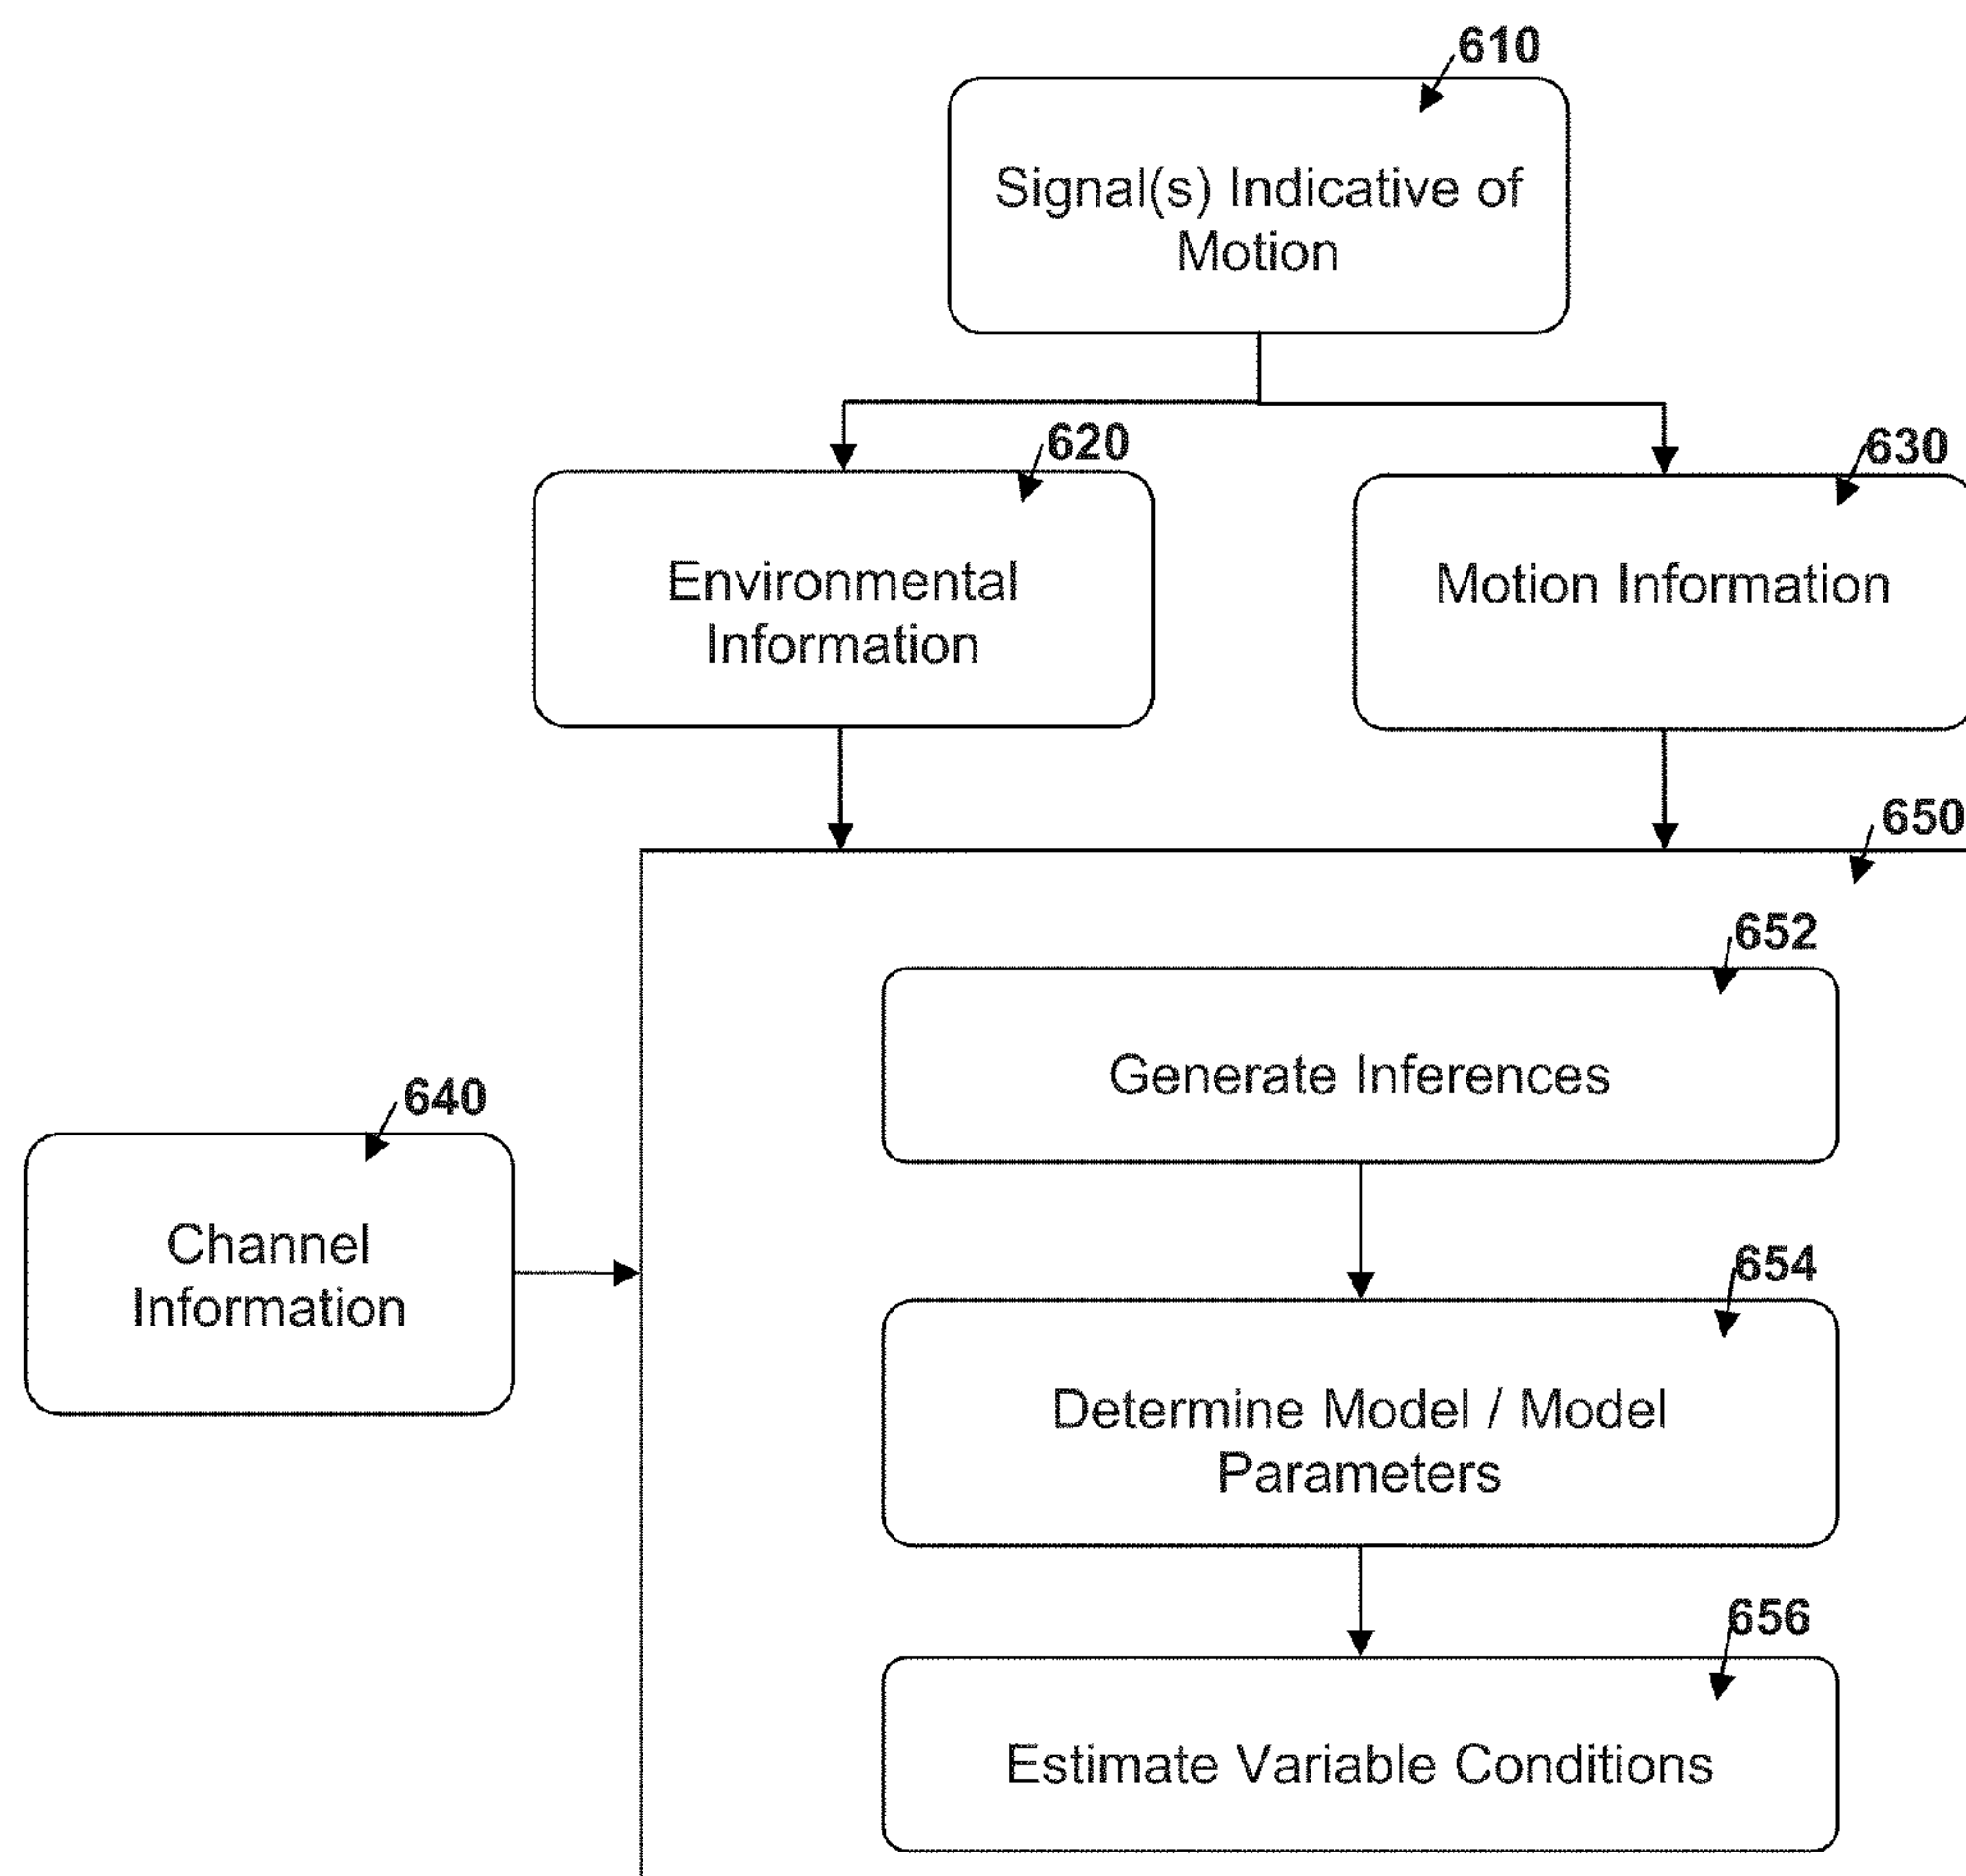 610
Signal(s) Indicative of
Motion
620
630
Environmental
Information
Motion Information
650
652
Generate Inferences
640
Channel
Information
654
Determine Model / Model
Parameters
656
Estimate Variable Conditions